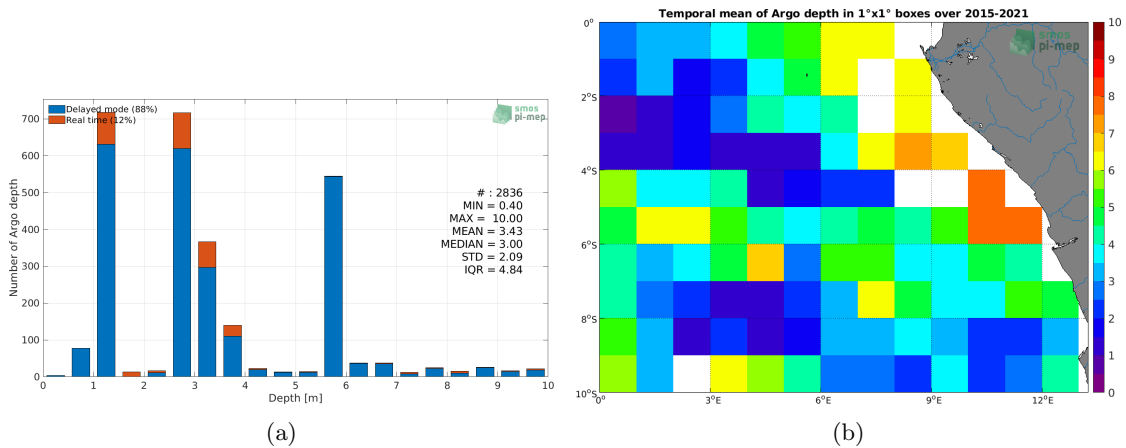 Delayed mode (88%)
Real time (12%)
smos
pi-mep
700
600
500
400
300
200
100
0
Number of Argo depth
# : 2836
MIN = 0.40
MAX = 10.00
MEAN = 3.43
MEDIAN = 3.00
STD = 2.09
IQR = 4.84
0 1 2 3 4 5 6 7 8 9 10
Depth [m]
(a)
Temporal mean of Argo depth in 1°x1° boxes over 2015-2021
smos
pi-mep
0°
2°S
4°S
6°S
8°S
10°S
0° 3°E 6°E 9°E 12°E
10
9
8
7
6
5
4
3
2
1
0
(b)